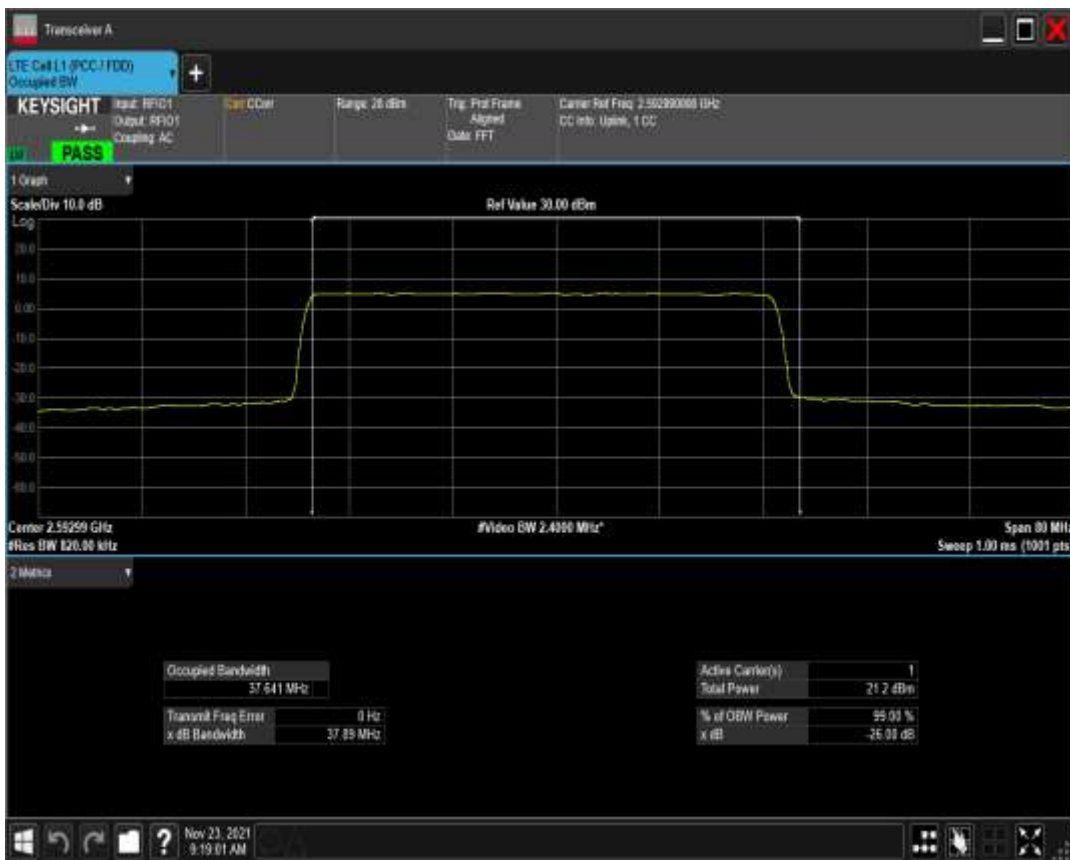 Transceiver A
LTE Cell L1 (PCC / FDD)
Occupied BW
+
KEYSIGHT
Input: RFIO1
Output: RFIO1
Coupling: AC
Corr CCorr
Range: 28 dBm
Trig: Prd Frame
Aligned
Gate: FFT
Carrier Ref Freq: 2.592990000 GHz
CC Info: Uplink, 1 CC
PASS
1 Graph
Scale/Div 10.0 dB
Ref Value 30.00 dBm
Log
20.0
10.0
0.00
-10.0
-20.0
-30.0
-40.0
-50.0
-60.0
Center 2.59299 GHz
#Video BW 2.4000 MHz*
Span 80 MHz
#Res BW 820.00 kHz
Sweep 1.00 ms (1001 pts
2 Metrics
Occupied Bandwidth
37.641 MHz
Transmit Freq Error 0 Hz
x dB Bandwidth 37.89 MHz
Active Carrier(s) 1
Total Power 21.2 dBm
% of OBW Power 99.00 %
x dB -26.00 dB
?
Nov 23, 2021
9:19:01 AM